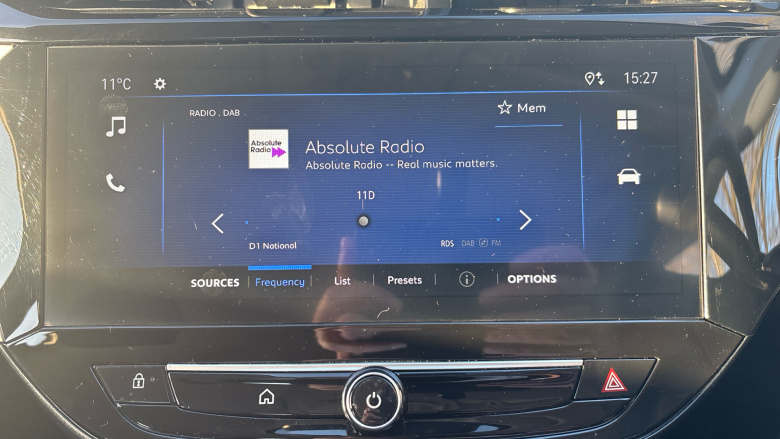 11°C
15:27
RADIO . DAB
Mem
Absolute
Radio
Absolute Radio
Absolute Radio -- Real music matters.
11D
D1 National
RDS DAB FM
SOURCES Frequency List Presets OPTIONS